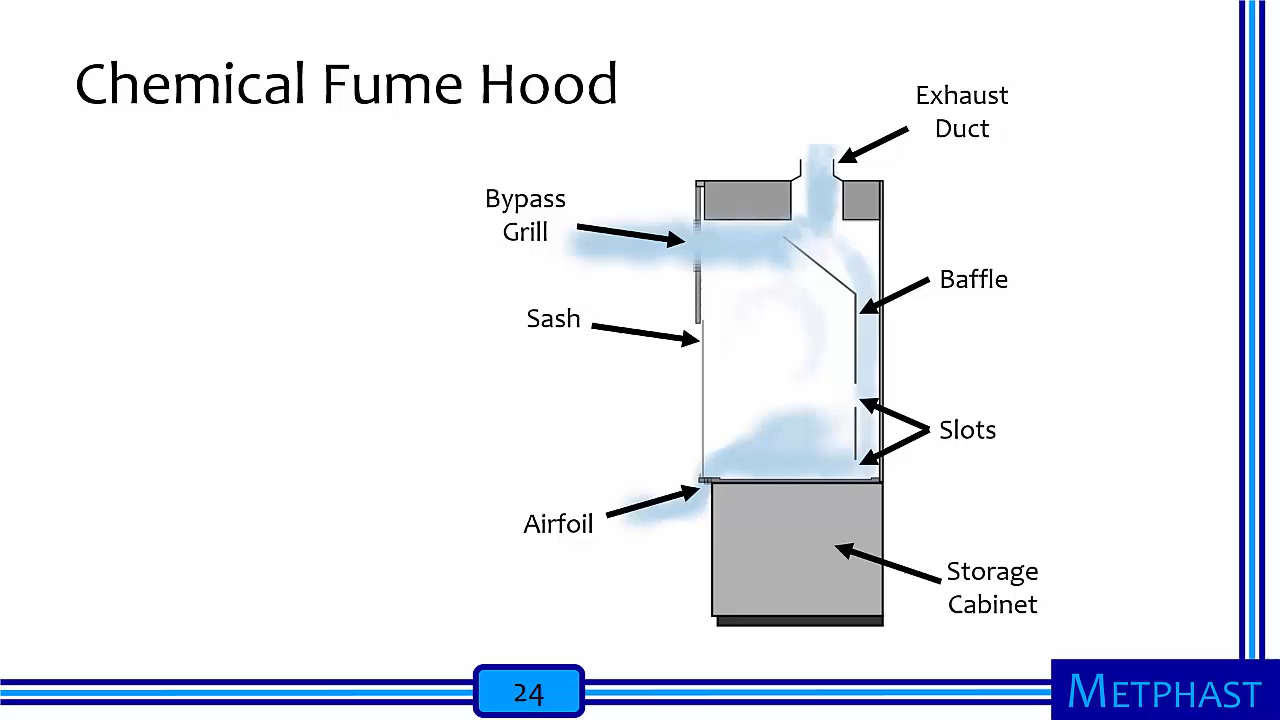 Chemical Fume Hood
Exhaust
Duct
Bypass
Grill
Baffle
Sash
Slots
Airfoil
Storage
Cabinet
24
METPHAST